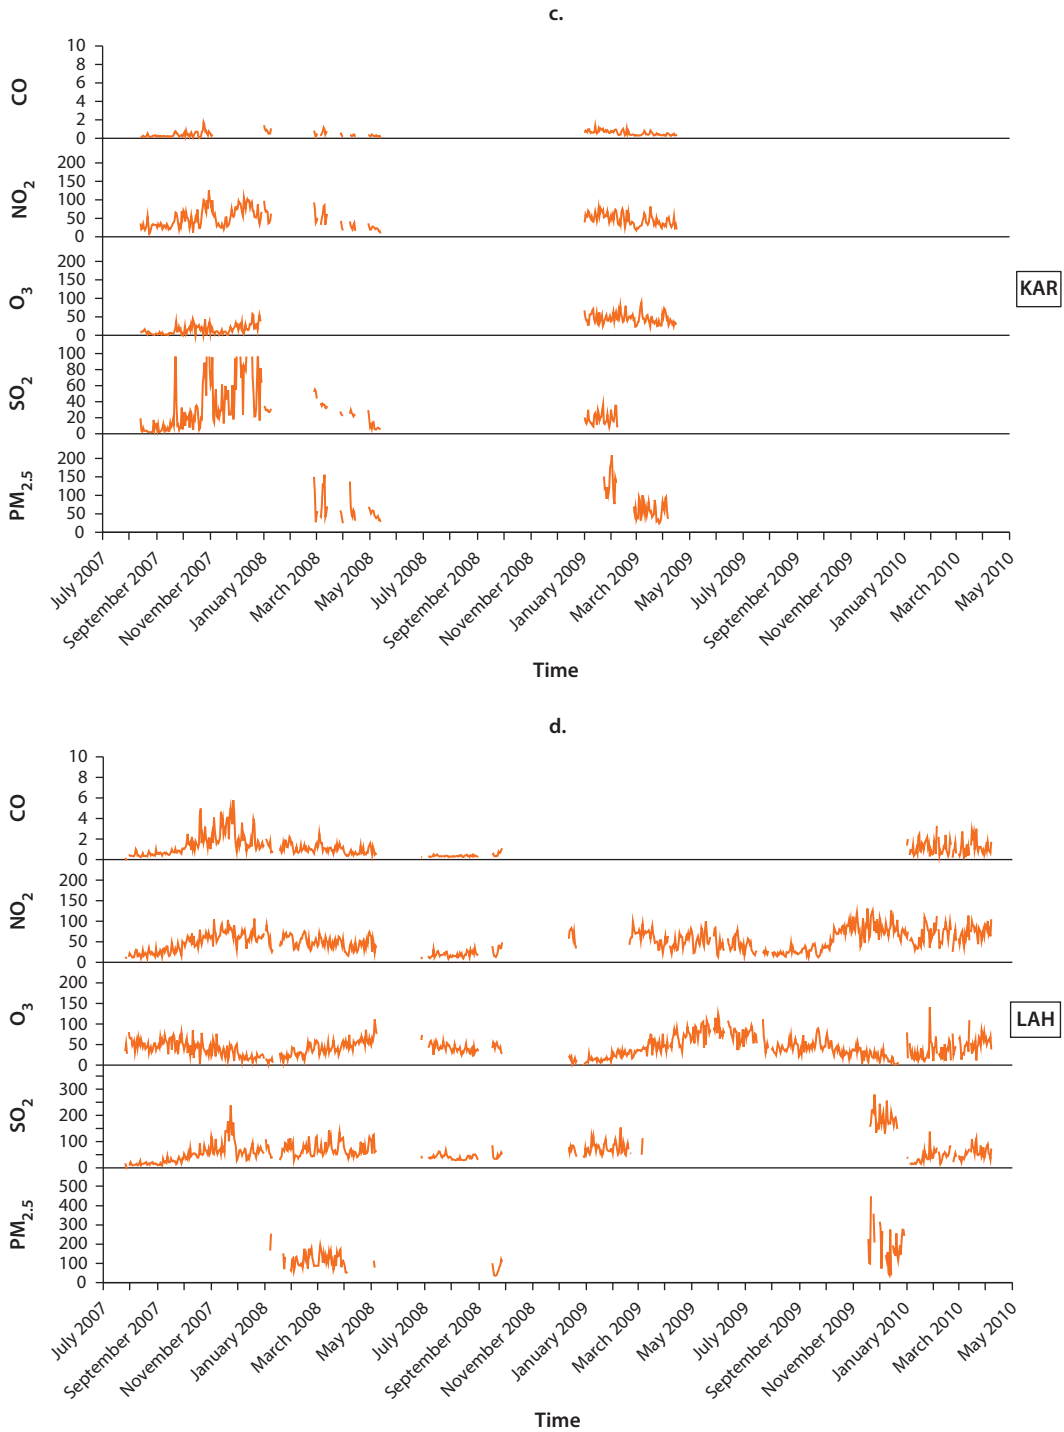 c.
CO
10
8
6
4
2
0
NO2
200
150
100
50
0
O3
200
150
100
50
0
KAR
SO2
100
80
60
40
20
0
PM2.5
200
150
100
50
0
July 2007
September 2007
November 2007
January 2008
March 2008
May 2008
July 2008
September 2008
November 2008
January 2009
March 2009
May 2009
July 2009
September 2009
November 2009
January 2010
March 2010
May 2010
Time
d.
CO
10
8
6
4
2
0
NO2
200
150
100
50
0
O3
200
150
100
50
0
LAH
SO2
300
200
100
0
PM2.5
500
400
300
200
100
0
July 2007
September 2007
November 2007
January 2008
March 2008
May 2008
July 2008
September 2008
November 2008
January 2009
March 2009
May 2009
July 2009
September 2009
November 2009
January 2010
March 2010
May 2010
Time